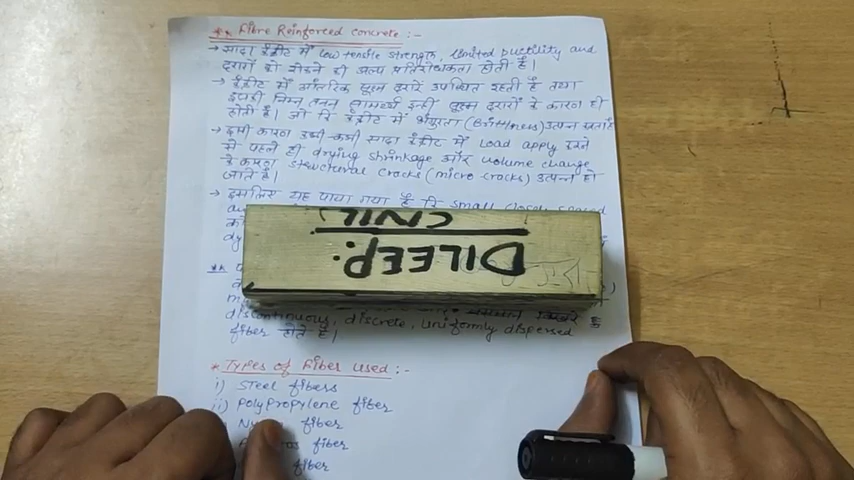 ** Fibre Reinforced Concrete:-
→ सादा कंक्रीट में low tensile strength, limited ductility and
दरारों को रोकने की अल्प प्रतिरोधकता होती है।
→ कंक्रीट में आंतरिक सूक्ष्म दरारें उपस्थित रहती है तथा
इसकी निम्न तनन सामर्थ्य इन्हीं सूक्ष्म दरारों के कारण ही
होती है। जो कि कंक्रीट में भंगुरता (Brittness) उत्पन्न करता है
→ इसी कारण कभी-कभी सादा कंक्रीट में Load apply करने
से पहले ही drying shrinkage और volume change
के कारण structural cracks (micro cracks) उत्पन्न हो
जाते है।
→ इसलिए यह पाया गया है कि small closely spaced
CIVIL
DILEEP:
discontinuous, discrete, uniformly dispersed
fiber होते है।
* Types of Fiber used:-
i) Steel fibers
ii) Polypropylene fiber
fiber
fiber
fiber